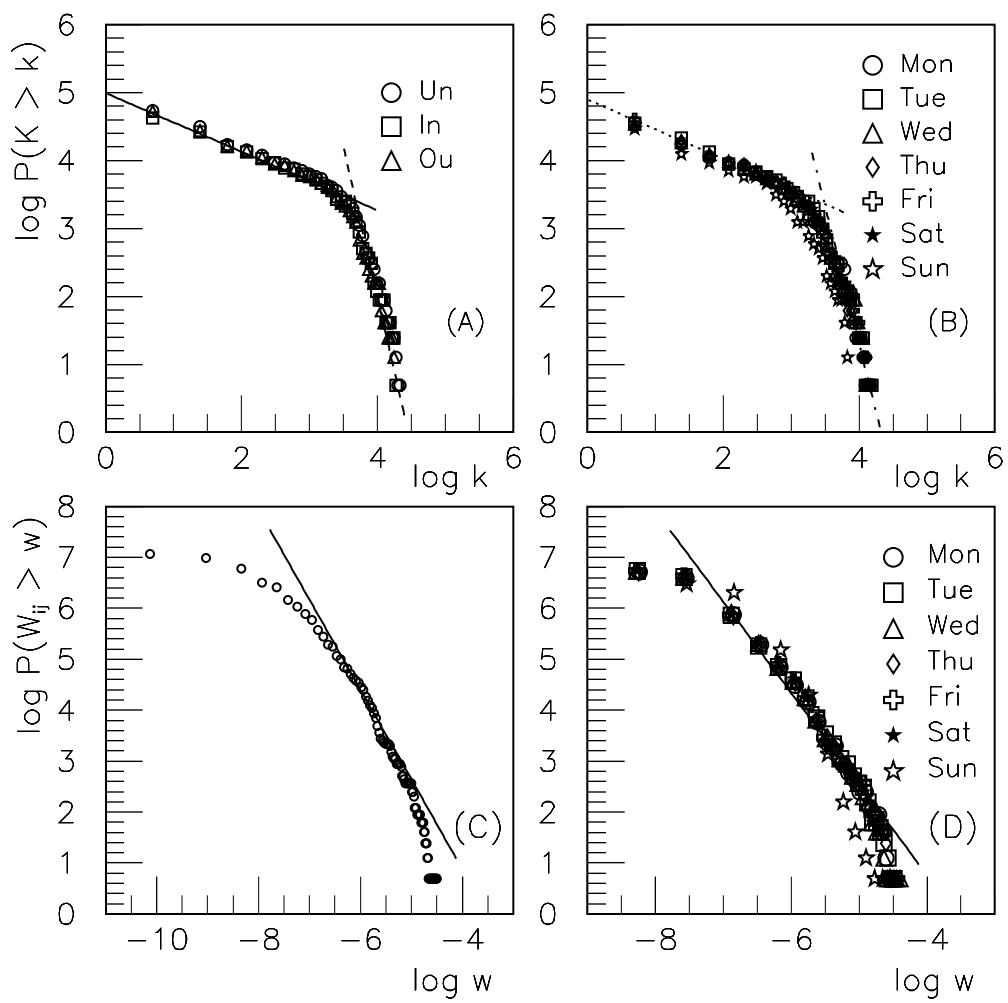 log P(K > k)
6
5
4
3
2
1
0
Un
In
Ou
(A)
0 2 4 6
log k
6
5
4
3
2
1
0
Mon
Tue
Wed
Thu
Fri
Sat
Sun
(B)
0 2 4 6
log k
log P(W_ij > w)
8
7
6
5
4
3
2
1
0
(C)
−10 −8 −6 −4
log w
8
7
6
5
4
3
2
1
0
Mon
Tue
Wed
Thu
Fri
Sat
Sun
(D)
−8 −6 −4
log w